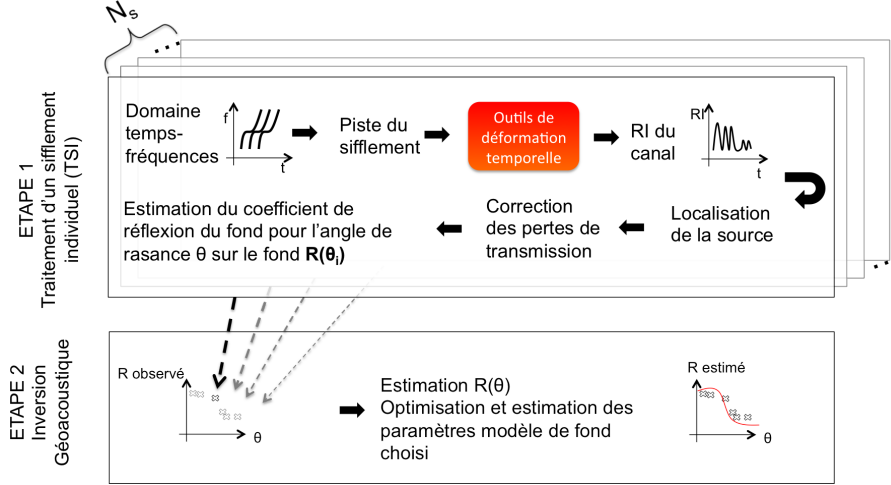 Ns
ETAPE 1
Traitement d'un sifflement
individuel (TSI)
Domaine
temps-
fréquences
f
t
Piste du
sifflement
Outils de
déformation
temporelle
RI du
canal
RI
t
Localisation
de la source
Correction
des pertes de
transmission
Estimation du coefficient de
réflexion du fond pour l'angle de
rasance θ sur le fond R(θi)
ETAPE 2
Inversion
Géoacoustique
R observé
θ
Estimation R(θ)
Optimisation et estimation des
paramètres modèle de fond
choisi
R estimé
θ